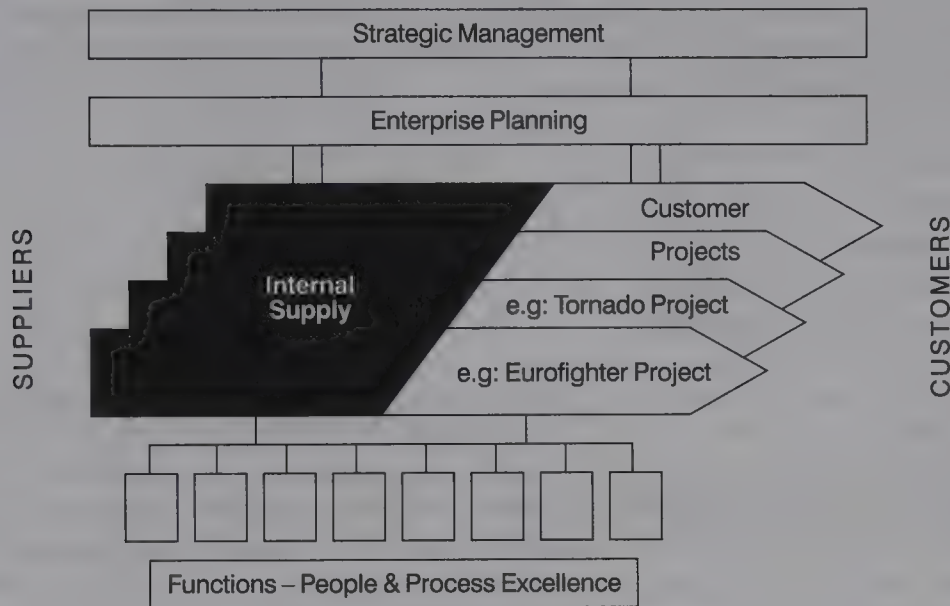 Strategic Management
Enterprise Planning
SUPPLIERS
Internal
Supply
Customer
Projects
e.g: Tornado Project
e.g: Eurofighter Project
CUSTOMERS
Functions – People & Process Excellence